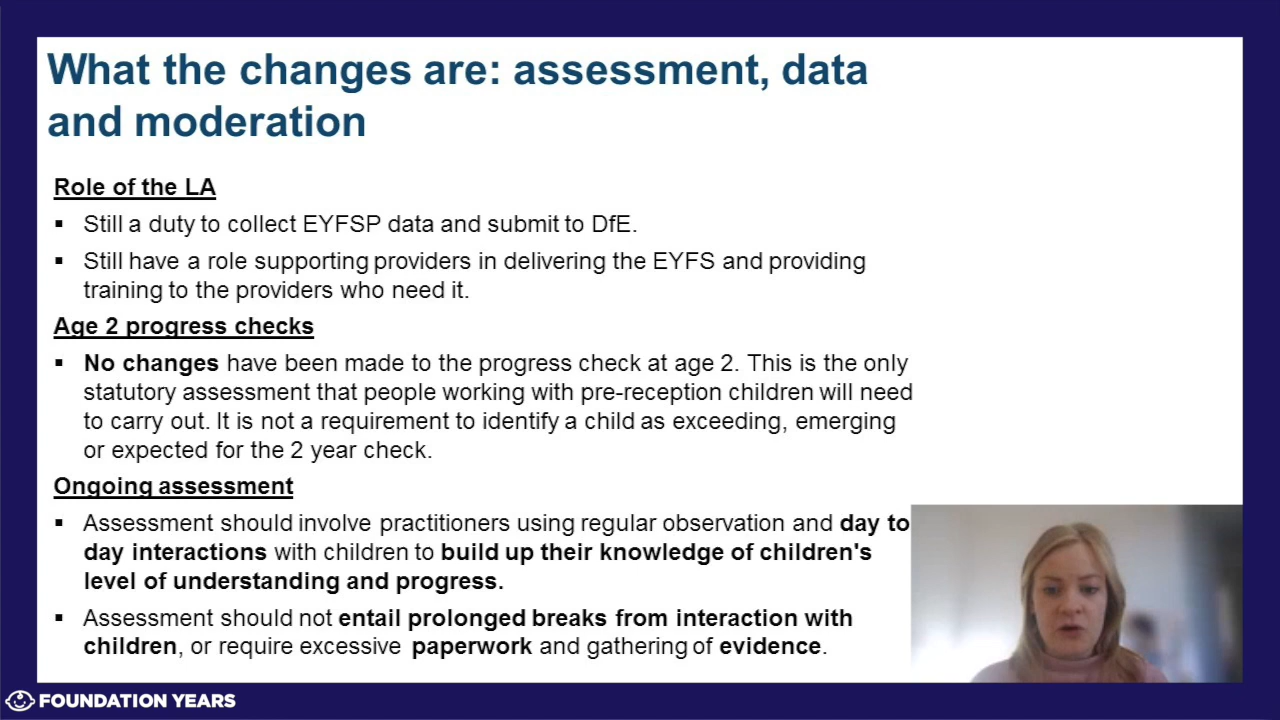 What the changes are: assessment, data
and moderation
Role of the LA
▪ Still a duty to collect EYFSP data and submit to DfE.
▪ Still have a role supporting providers in delivering the EYFS and providing
training to the providers who need it.
Age 2 progress checks
▪ No changes have been made to the progress check at age 2. This is the only
statutory assessment that people working with pre-reception children will need
to carry out. It is not a requirement to identify a child as exceeding, emerging
or expected for the 2 year check.
Ongoing assessment
▪ Assessment should involve practitioners using regular observation and day to
day interactions with children to build up their knowledge of children's
level of understanding and progress.
▪ Assessment should not entail prolonged breaks from interaction with
children, or require excessive paperwork and gathering of evidence.
FOUNDATION YEARS